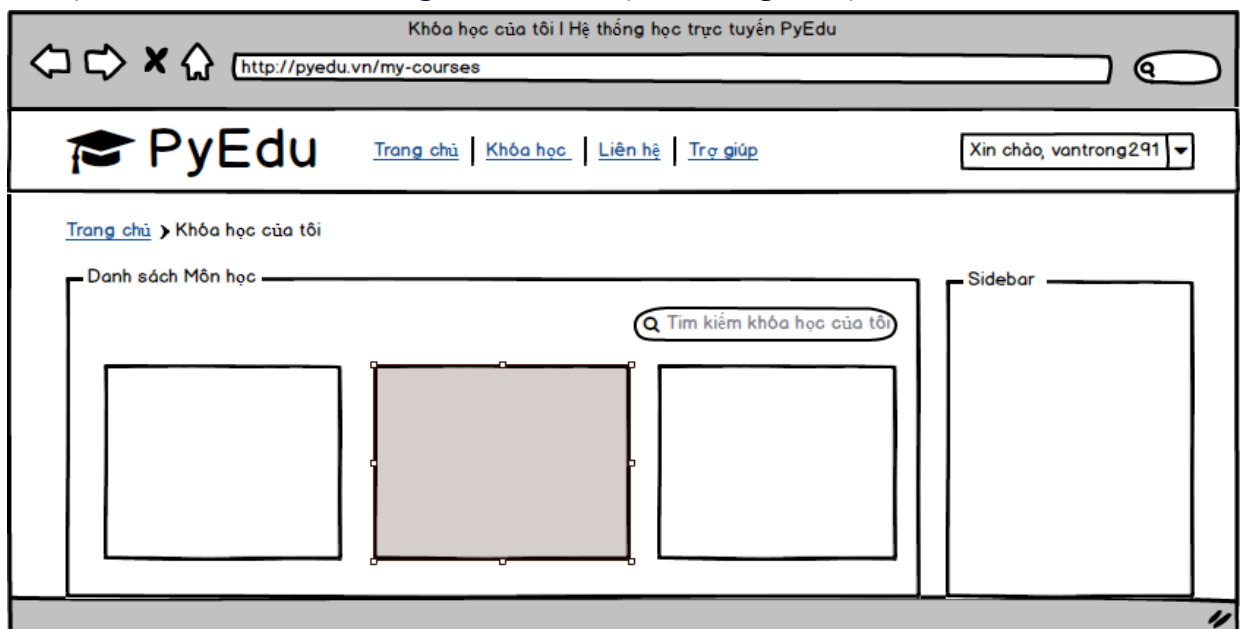 Khóa học của tôi I Hệ thống học trực tuyến PyEdu
http://pyedu.vn/my-courses
PyEdu
Trang chủ | Khóa học | Liên hệ | Trợ giúp
Xin chào, vantrong291
Trang chủ > Khóa học của tôi
Danh sách Môn học
Sidebar
Tìm kiếm khóa học của tôi